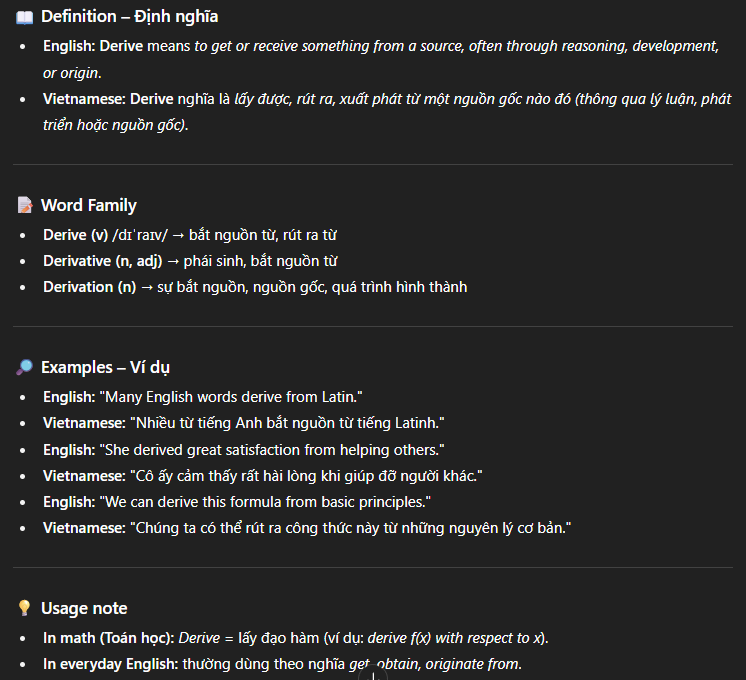 📖 Definition – Định nghĩa
• English: Derive means to get or receive something from a source, often through reasoning, development,
or origin.
• Vietnamese: Derive nghĩa là lấy được, rút ra, xuất phát từ một nguồn gốc nào đó (thông qua lý luận, phát
triển hoặc nguồn gốc).
📝 Word Family
• Derive (v) /dɪˈraɪv/ → bắt nguồn từ, rút ra từ
• Derivative (n, adj) → phái sinh, bắt nguồn từ
• Derivation (n) → sự bắt nguồn, nguồn gốc, quá trình hình thành
🔎 Examples – Ví dụ
• English: "Many English words derive from Latin."
• Vietnamese: "Nhiều từ tiếng Anh bắt nguồn từ tiếng Latinh."
• English: "She derived great satisfaction from helping others."
• Vietnamese: "Cô ấy cảm thấy rất hài lòng khi giúp đỡ người khác."
• English: "We can derive this formula from basic principles."
• Vietnamese: "Chúng ta có thể rút ra công thức này từ những nguyên lý cơ bản."
💡 Usage note
• In math (Toán học): Derive = lấy đạo hàm (ví dụ: derive f(x) with respect to x).
• In everyday English: thường dùng theo nghĩa get, obtain, originate from.